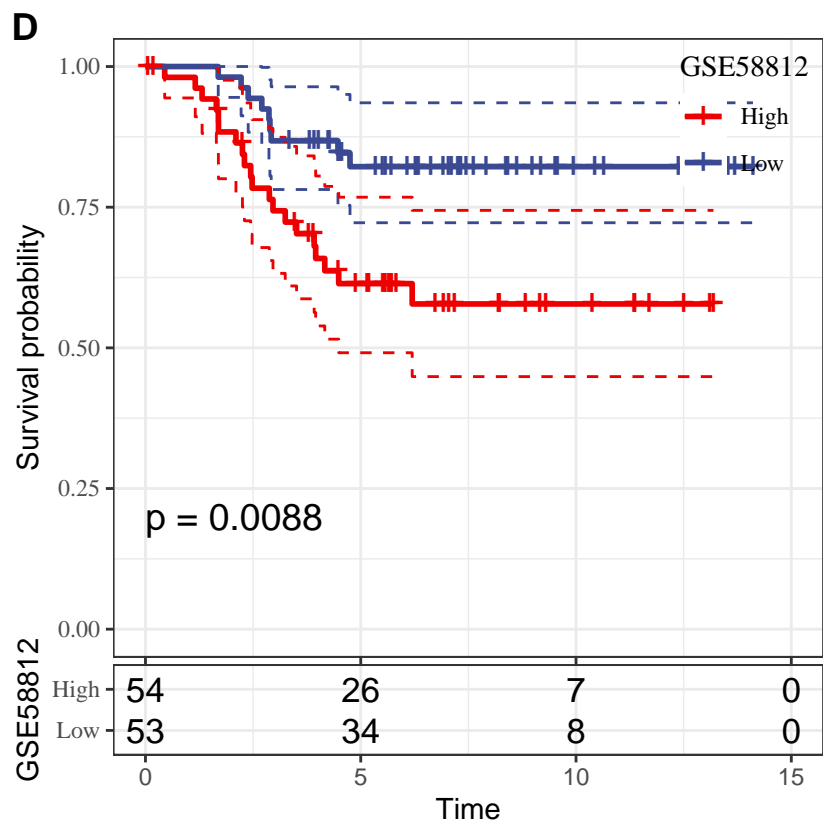 D
GSE58812
High
Low
1.00
0.75
0.50
0.25
0.00
Survival probability
p = 0.0088
GSE58812
High 54 26 7 0
Low 53 34 8 0
0 5 10 15
Time